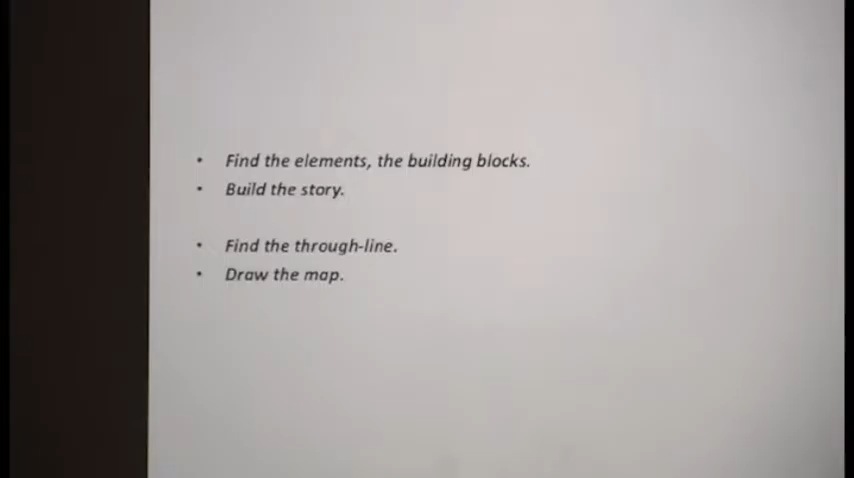 • Find the elements, the building blocks.
• Build the story.
• Find the through-line.
• Draw the map.